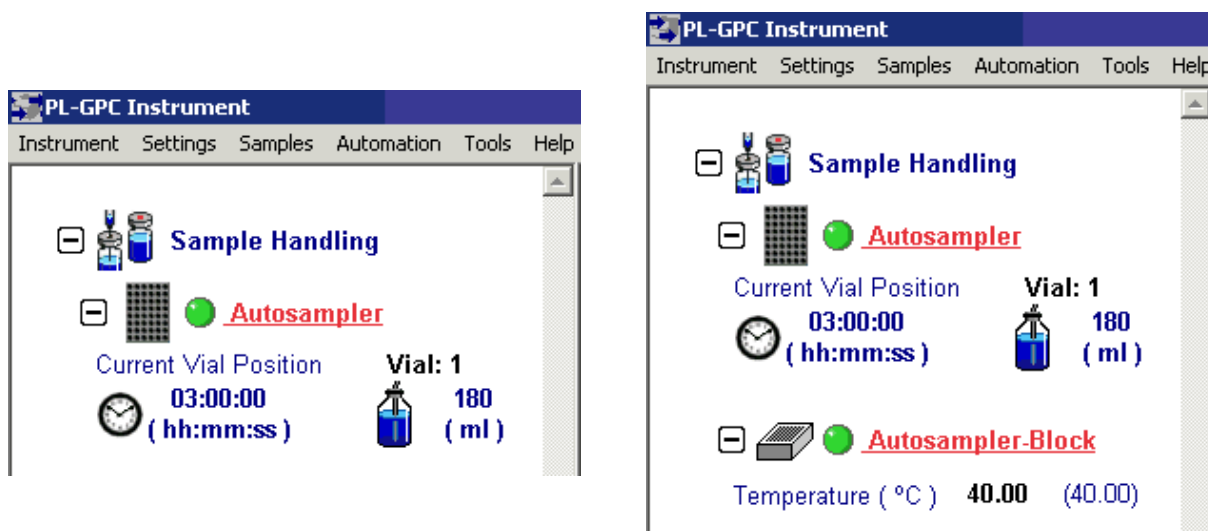 PL-GPC Instrument
Instrument Settings Samples Automation Tools Help
Sample Handling
Autosampler
Current Vial Position Vial: 1
03:00:00 180
( hh:mm:ss ) ( ml )
PL-GPC Instrument
Instrument Settings Samples Automation Tools Help
Sample Handling
Autosampler
Current Vial Position Vial: 1
03:00:00 180
( hh:mm:ss ) ( ml )
Autosampler-Block
Temperature ( ºC ) 40.00 (40.00)